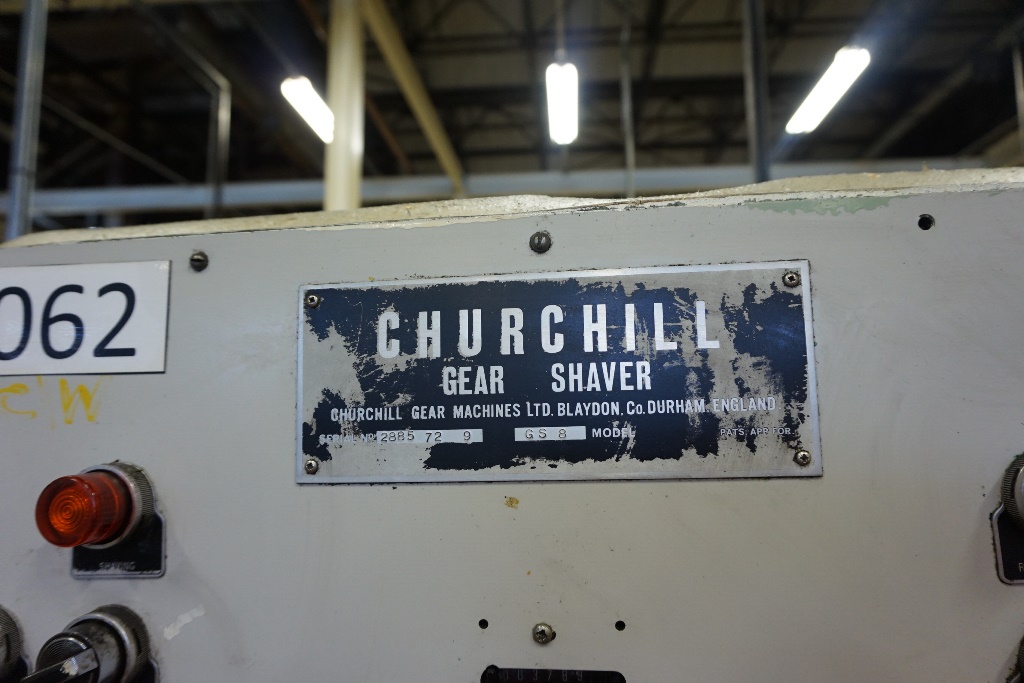 062
CHURCHILL
GEAR SHAVER
CHURCHILL GEAR MACHINES LTD. BLAYDON, Co. DURHAM, ENGLAND
SERIAL No 2885 72 9 GS 8 MODEL PATS. APP. FOR
SHAVING